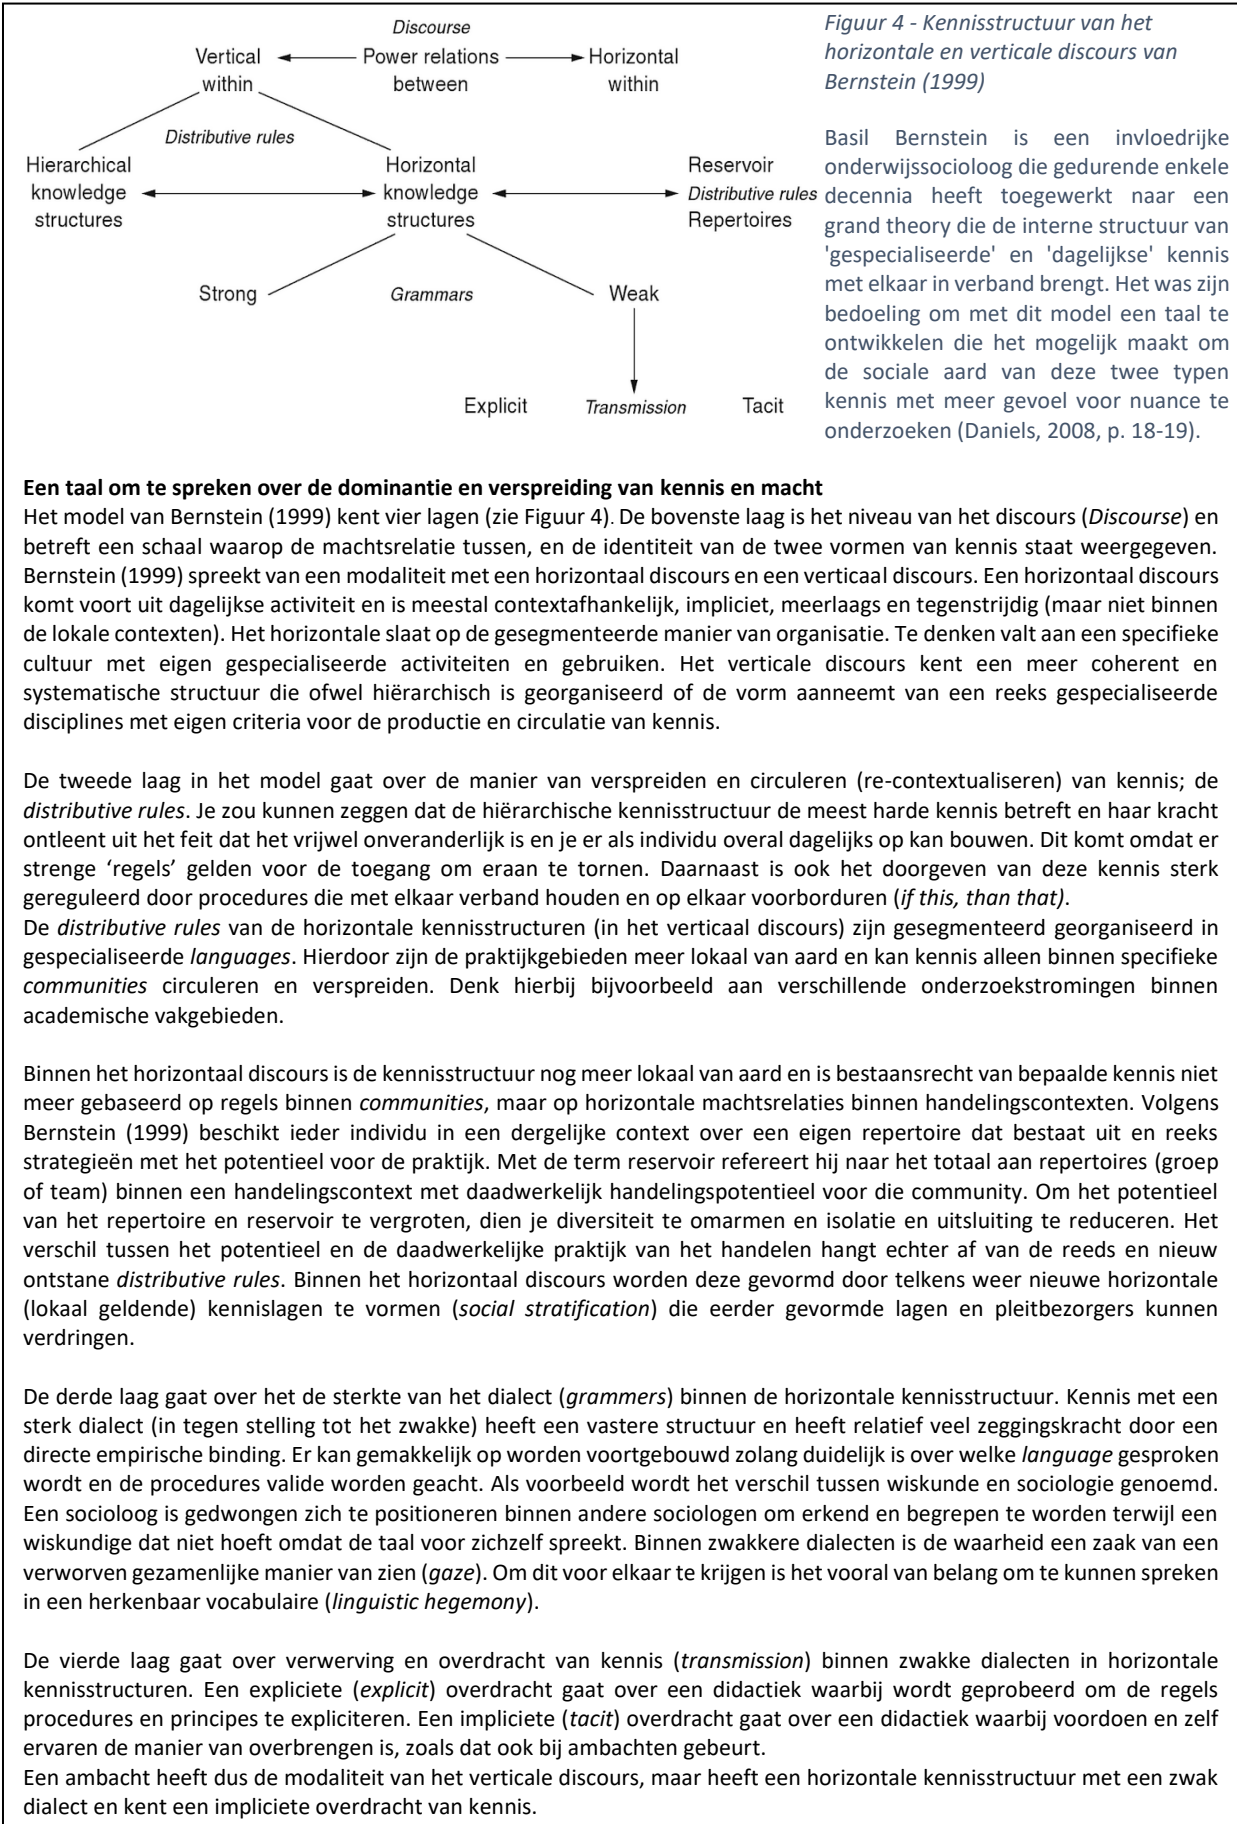 Discourse
Vertical Power relations Horizontal
within between within
Distributive rules
Hierarchical Horizontal Reservoir
knowledge knowledge Distributive rules
structures structures Repertoires
Strong Grammars Weak
Explicit Transmission Tacit
Figuur 4 - Kennisstructuur van het
horizontale en verticale discours van
Bernstein (1999)
Basil Bernstein is een invloedrijke
onderwijssocioloog die gedurende enkele
decennia heeft toegewerkt naar een
grand theory die de interne structuur van
'gespecialiseerde' en 'dagelijkse' kennis
met elkaar in verband brengt. Het was zijn
bedoeling om met dit model een taal te
ontwikkelen die het mogelijk maakt om
de sociale aard van deze twee typen
kennis met meer gevoel voor nuance te
onderzoeken (Daniels, 2008, p. 18-19).
Een taal om te spreken over de dominantie en verspreiding van kennis en macht
Het model van Bernstein (1999) kent vier lagen (zie Figuur 4). De bovenste laag is het niveau van het discours (Discourse) en
betreft een schaal waarop de machtsrelatie tussen, en de identiteit van de twee vormen van kennis staat weergegeven.
Bernstein (1999) spreekt van een modaliteit met een horizontaal discours en een verticaal discours. Een horizontaal discours
komt voort uit dagelijkse activiteit en is meestal contextafhankelijk, impliciet, meerlaags en tegenstrijdig (maar niet binnen
de lokale contexten). Het horizontale slaat op de gesegmenteerde manier van organisatie. Te denken valt aan een specifieke
cultuur met eigen gespecialiseerde activiteiten en gebruiken. Het verticale discours kent een meer coherent en
systematische structuur die ofwel hiërarchisch is georganiseerd of de vorm aanneemt van een reeks gespecialiseerde
disciplines met eigen criteria voor de productie en circulatie van kennis.
De tweede laag in het model gaat over de manier van verspreiden en circuleren (re-contextualiseren) van kennis; de
distributive rules. Je zou kunnen zeggen dat de hiërarchische kennisstructuur de meest harde kennis betreft en haar kracht
ontleent uit het feit dat het vrijwel onveranderlijk is en je er als individu overal dagelijks op kan bouwen. Dit komt omdat er
strenge ‘regels’ gelden voor de toegang om eraan te tornen. Daarnaast is ook het doorgeven van deze kennis sterk
gereguleerd door procedures die met elkaar verband houden en op elkaar voorborduren (if this, than that).
De distributive rules van de horizontale kennisstructuren (in het verticaal discours) zijn gesegmenteerd georganiseerd in
gespecialiseerde languages. Hierdoor zijn de praktijkgebieden meer lokaal van aard en kan kennis alleen binnen specifieke
communities circuleren en verspreiden. Denk hierbij bijvoorbeeld aan verschillende onderzoekstromingen binnen
academische vakgebieden.
Binnen het horizontaal discours is de kennisstructuur nog meer lokaal van aard en is bestaansrecht van bepaalde kennis niet
meer gebaseerd op regels binnen communities, maar op horizontale machtsrelaties binnen handelingscontexten. Volgens
Bernstein (1999) beschikt ieder individu in een dergelijke context over een eigen repertoire dat bestaat uit en reeks
strategieën met het potentieel voor de praktijk. Met de term reservoir refereert hij naar het totaal aan repertoires (groep
of team) binnen een handelingscontext met daadwerkelijk handelingspotentieel voor die community. Om het potentieel
van het repertoire en reservoir te vergroten, dien je diversiteit te omarmen en isolatie en uitsluiting te reduceren. Het
verschil tussen het potentieel en de daadwerkelijke praktijk van het handelen hangt echter af van de reeds en nieuw
ontstane distributive rules. Binnen het horizontaal discours worden deze gevormd door telkens weer nieuwe horizontale
(lokaal geldende) kennislagen te vormen (social stratification) die eerder gevormde lagen en pleitbezorgers kunnen
verdringen.
De derde laag gaat over het de sterkte van het dialect (grammers) binnen de horizontale kennisstructuur. Kennis met een
sterk dialect (in tegen stelling tot het zwakke) heeft een vastere structuur en heeft relatief veel zeggingskracht door een
directe empirische binding. Er kan gemakkelijk op worden voortgebouwd zolang duidelijk is over welke language gesproken
wordt en de procedures valide worden geacht. Als voorbeeld wordt het verschil tussen wiskunde en sociologie genoemd.
Een socioloog is gedwongen zich te positioneren binnen andere sociologen om erkend en begrepen te worden terwijl een
wiskundige dat niet hoeft omdat de taal voor zichzelf spreekt. Binnen zwakkere dialecten is de waarheid een zaak van een
verworven gezamenlijke manier van zien (gaze). Om dit voor elkaar te krijgen is het vooral van belang om te kunnen spreken
in een herkenbaar vocabulaire (linguistic hegemony).
De vierde laag gaat over verwerving en overdracht van kennis (transmission) binnen zwakke dialecten in horizontale
kennisstructuren. Een expliciete (explicit) overdracht gaat over een didactiek waarbij wordt geprobeerd om de regels
procedures en principes te expliciteren. Een impliciete (tacit) overdracht gaat over een didactiek waarbij voordoen en zelf
ervaren de manier van overbrengen is, zoals dat ook bij ambachten gebeurt.
Een ambacht heeft dus de modaliteit van het verticale discours, maar heeft een horizontale kennisstructuur met een zwak
dialect en kent een impliciete overdracht van kennis.